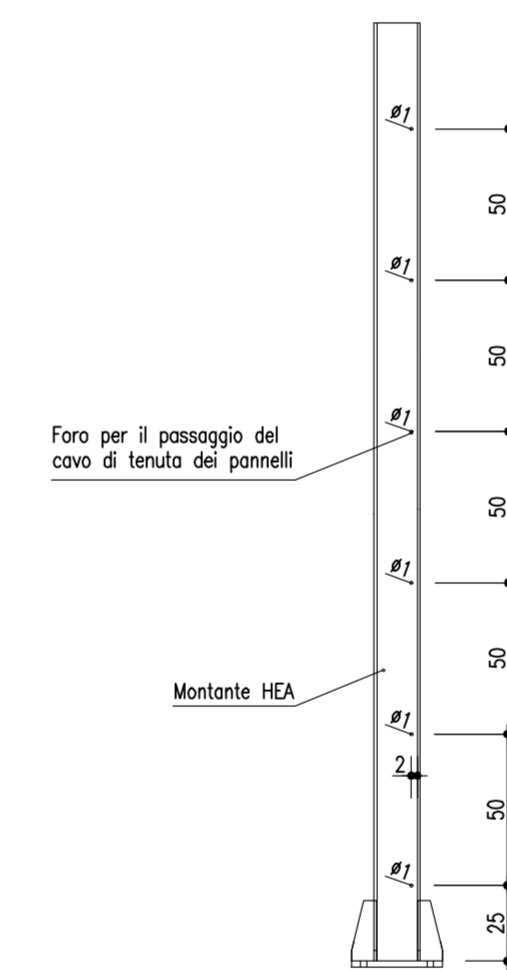 ø1
50
ø1
50
ø1
Foro per il passaggio del
cavo di tenuta dei pannelli
50
ø1
50
Montante HEA
ø1
2
50
ø1
25